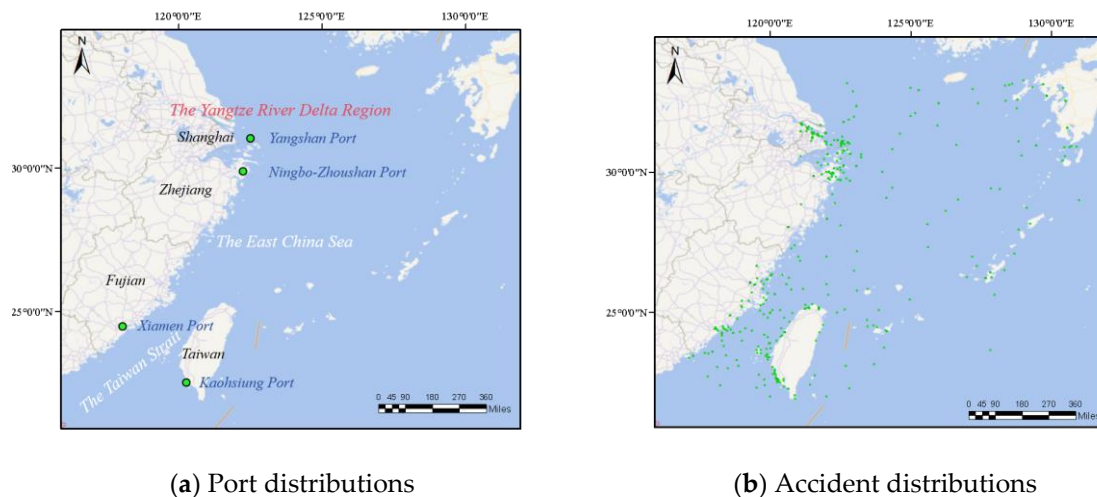 120°0'0"E 125°0'0"E 130°0'0"E
N
The Yangtze River Delta Region
Shanghai
Yangshan Port
30°0'0"N
Ningbo-Zhoushan Port
Zhejiang
The East China Sea
Fujian
25°0'0"N
Xiamen Port
The Taiwan Strait
Taiwan
Kaohsiung Port
0 45 90 180 270 360
Miles
(a) Port distributions
120°0'0"E 125°0'0"E 130°0'0"E
N
30°0'0"N
25°0'0"N
0 45 90 180 270 360
Miles
(b) Accident distributions